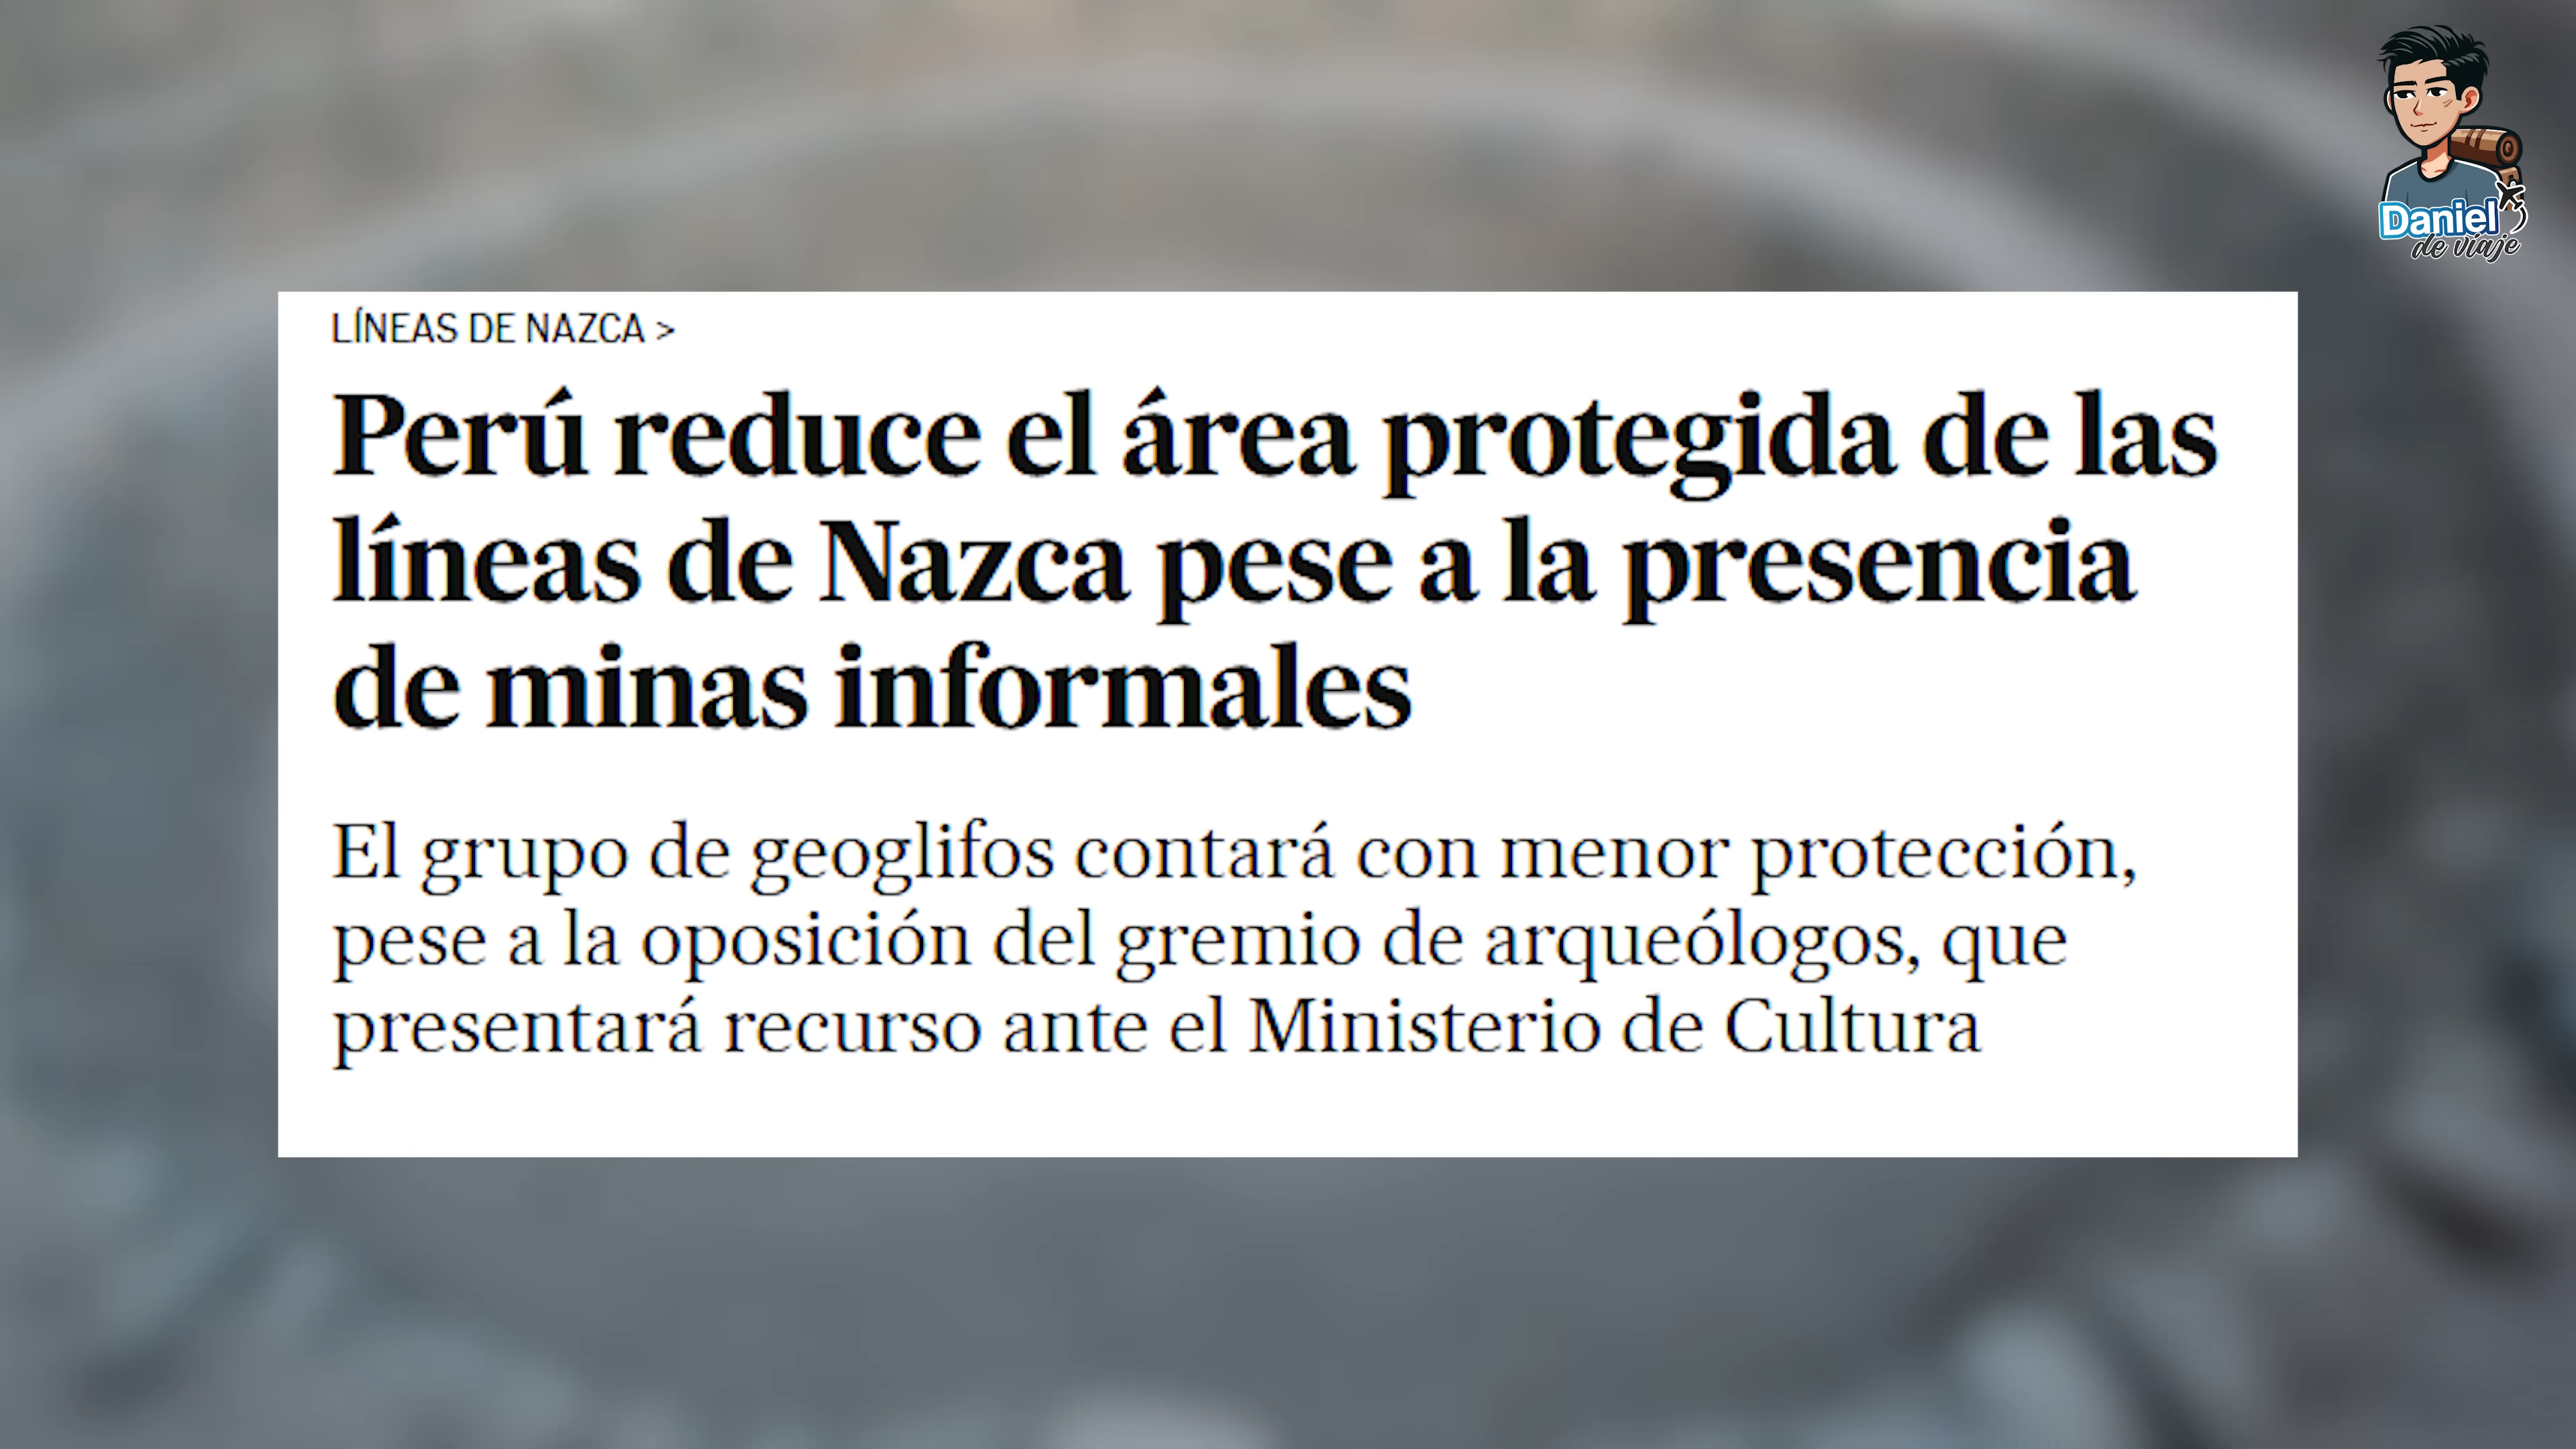 Daniel
de viaje
LÍNEAS DE NAZCA >
Perú reduce el área protegida de las
líneas de Nazca pese a la presencia
de minas informales
El grupo de geoglifos contará con menor protección,
pese a la oposición del gremio de arqueólogos, que
presentará recurso ante el Ministerio de Cultura